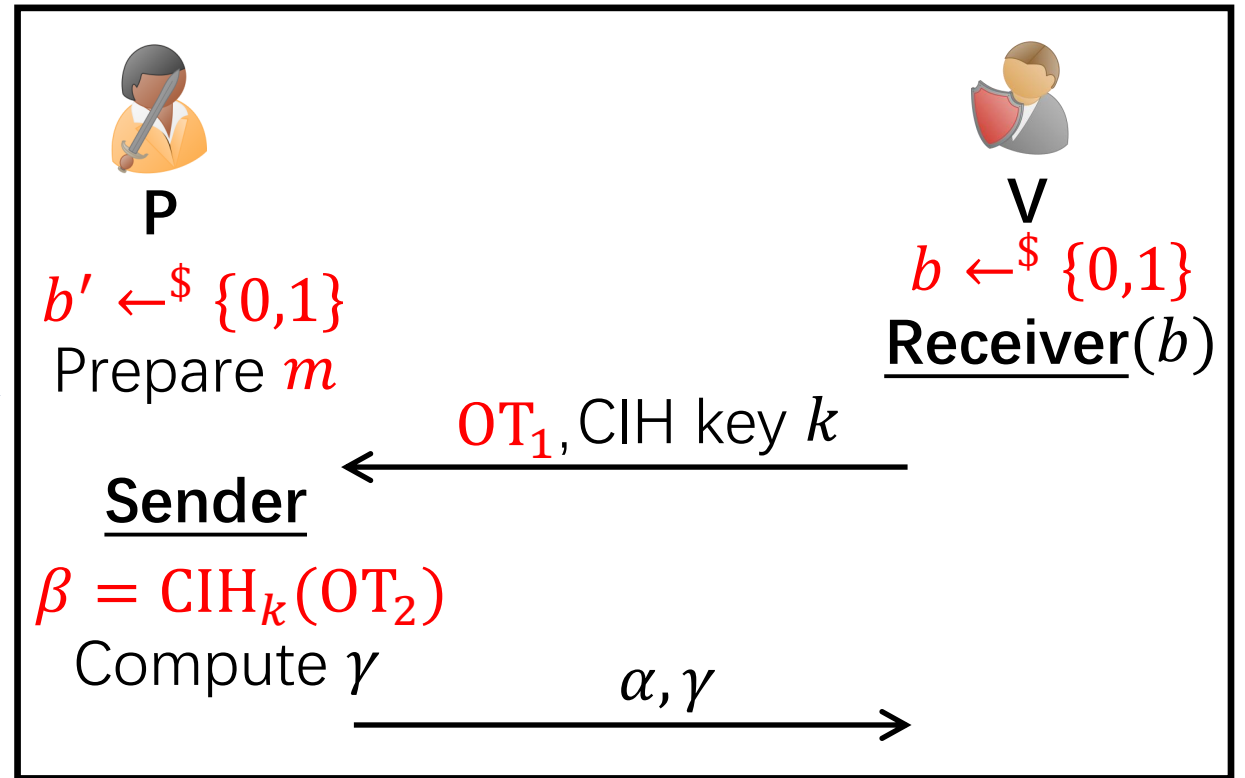 P
b′ ←$ {0,1}
Prepare m
V
b ←$ {0,1}
Receiver(b)
OT₁, CIH key k
Sender
β = CIHₖ(OT₂)
Compute γ
α, γ